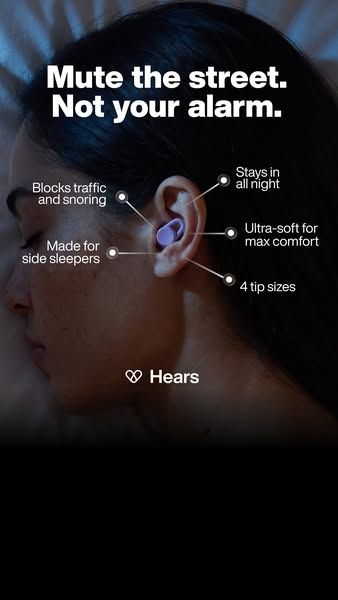 Mute the street.
Not your alarm.
Stays in
all night
Blocks traffic
and snoring
Ultra-soft for
max comfort
Made for
side sleepers
4 tip sizes
Hears